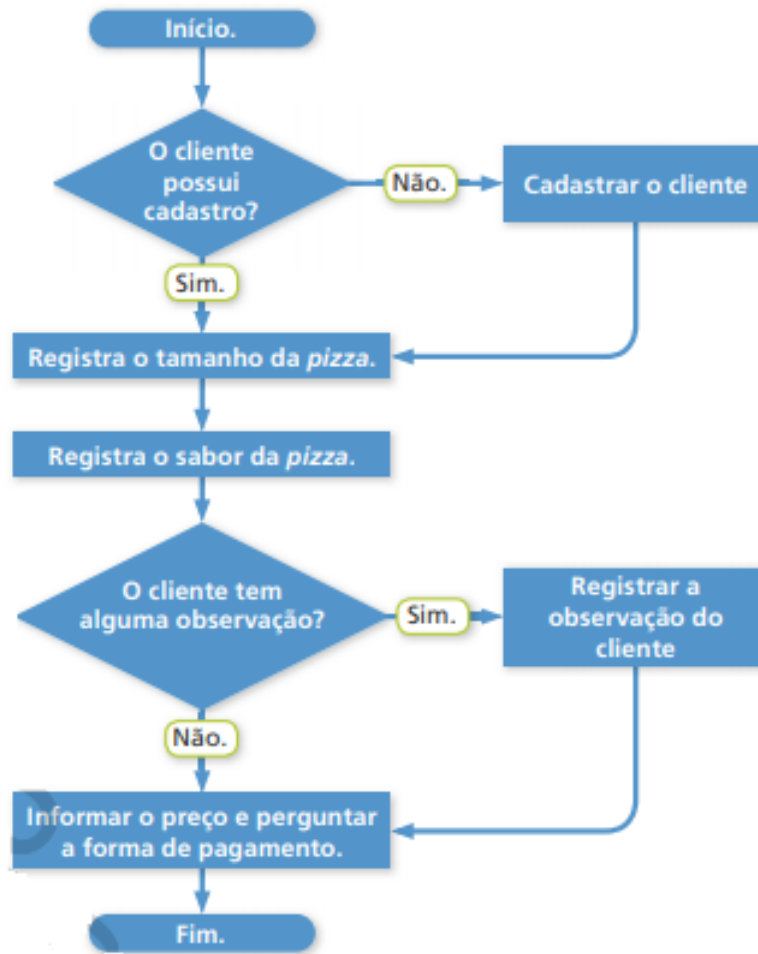 Início.
O cliente
possui
cadastro?
Não.
Cadastrar o cliente
Sim.
Registra o tamanho da pizza.
Registra o sabor da pizza.
O cliente tem
alguma observação?
Sim.
Registrar a
observação do
cliente
Não.
Informar o preço e perguntar
a forma de pagamento.
Fim.